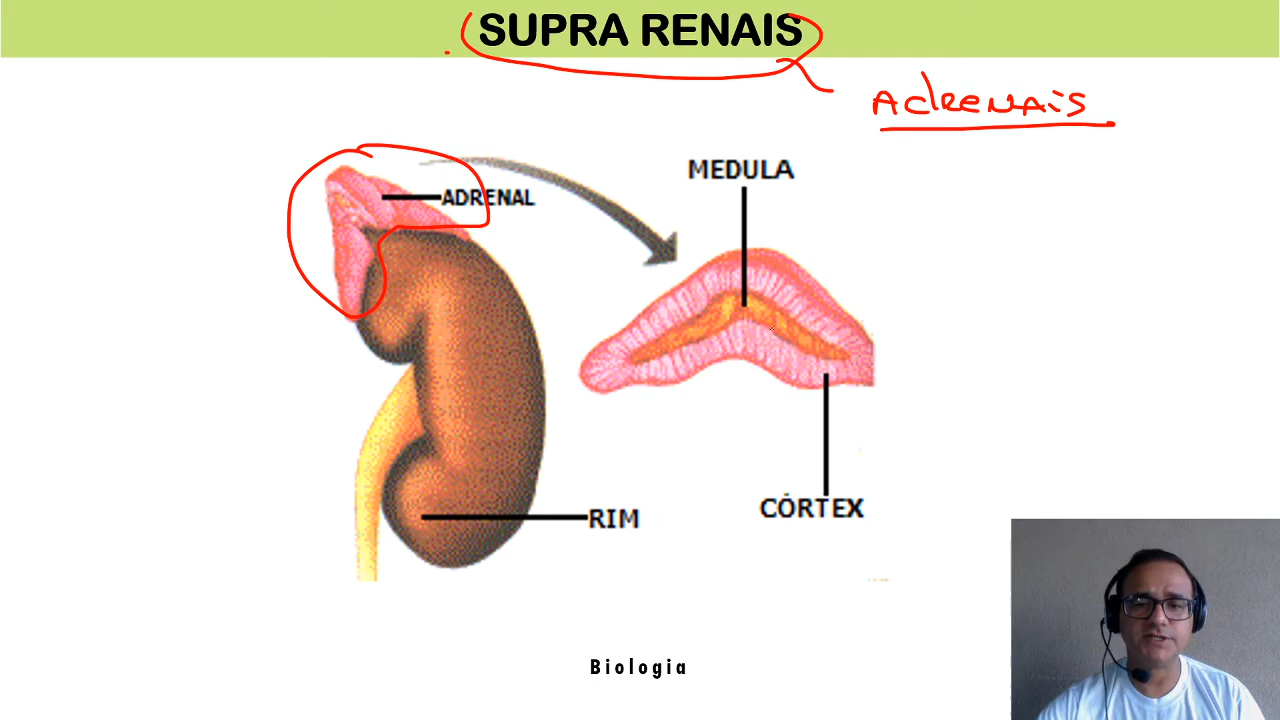 SUPRA RENAIS
AdRENAiS
MEDULA
ADRENAL
CÓRTEX
RIM
Biologia